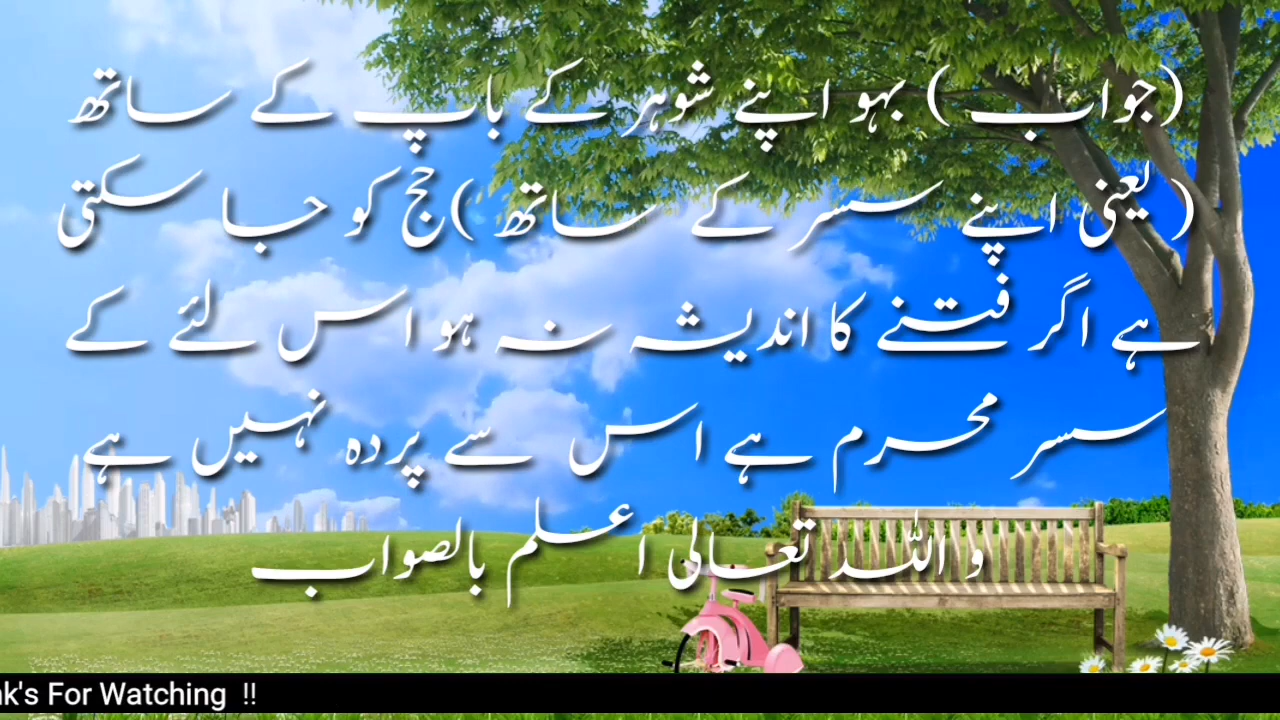 (جواب) بہو اپنے شوہر کے باپ کے ساتھ
(یعنی اپنے سسر کے ساتھ) حج کو جا سکتی
ہے اگر فتنے کا اندیشہ نہ ہو اس لئے کے
سسر محرم ہے اس سے پردہ نہیں ہے
و اللہ تعالی اعلم بالصواب
nk's For Watching !!